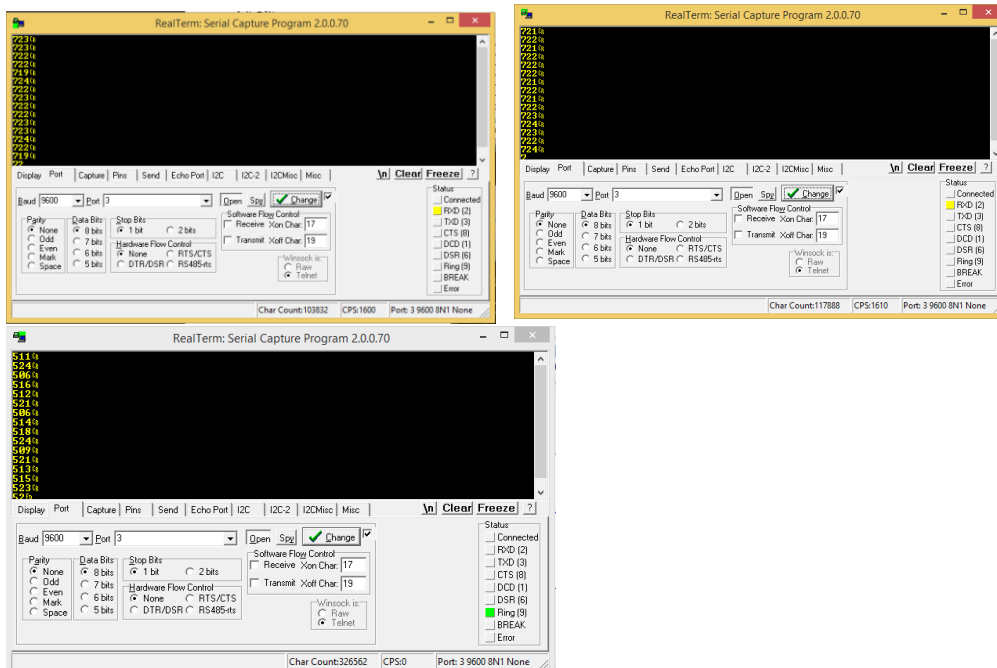 RealTerm: Serial Capture Program 2.0.0.70
723
723
722
722
719
724
723
722
722
722
723
723
724
722
719
72
Display Port Capture Pins Send Echo Port I2C I2C-2 I2CMisc Misc \n Clear Freeze ?
Baud 9600 Port 3 Open Spy Change
Parity
None
Odd
Even
Mark
Space
Data Bits
8 bits
7 bits
6 bits
5 bits
Stop Bits
1 bit 2 bits
Hardware Flow Control
None RTS/CTS
DTR/DSR RS485-rts
Software Flow Control
Receive Xon Char: 17
Transmit Xoff Char: 19
Winsock is:
Raw
Telnet
Status
Connected
RXD (2)
TXD (3)
CTS (8)
DCD (1)
DSR (6)
Ring (9)
BREAK
Error
Char Count:103832 CPS:1600 Port: 3 9600 8N1 None
RealTerm: Serial Capture Program 2.0.0.70
721
722
721
722
722
722
722
721
721
722
723
724
723
722
724
7
Display Port Capture Pins Send Echo Port I2C I2C-2 I2CMisc Misc \n Clear Freeze ?
Baud 9600 Port 3 Open Spy Change
Parity
None
Odd
Even
Mark
Space
Data Bits
8 bits
7 bits
6 bits
5 bits
Stop Bits
1 bit 2 bits
Hardware Flow Control
None RTS/CTS
DTR/DSR RS485-rts
Software Flow Control
Receive Xon Char: 17
Transmit Xoff Char: 19
Winsock is:
Raw
Telnet
Status
Connected
RXD (2)
TXD (3)
CTS (8)
DCD (1)
DSR (6)
Ring (9)
BREAK
Error
Char Count:117888 CPS:1610 Port: 3 9600 8N1 None
RealTerm: Serial Capture Program 2.0.0.70
511
524
506
516
512
521
506
514
518
524
509
521
513
515
523
52
Display Port Capture Pins Send Echo Port I2C I2C-2 I2CMisc Misc \n Clear Freeze ?
Baud 9600 Port 3 Open Spy Change
Parity
None
Odd
Even
Mark
Space
Data Bits
8 bits
7 bits
6 bits
5 bits
Stop Bits
1 bit 2 bits
Hardware Flow Control
None RTS/CTS
DTR/DSR RS485-rts
Software Flow Control
Receive Xon Char: 17
Transmit Xoff Char: 19
Winsock is:
Raw
Telnet
Status
Connected
RXD (2)
TXD (3)
CTS (8)
DCD (1)
DSR (6)
Ring (9)
BREAK
Error
Char Count:326562 CPS:0 Port: 3 9600 8N1 None